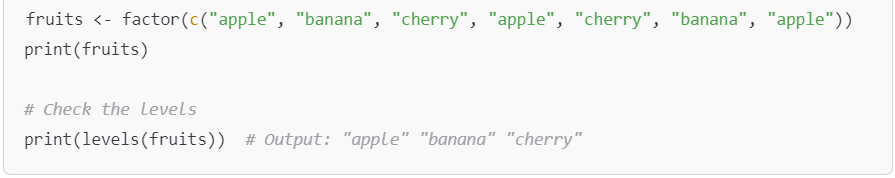 fruits <- factor(c("apple", "banana", "cherry", "apple", "cherry", "banana", "apple"))
print(fruits)
# Check the levels
print(levels(fruits))  # Output: "apple" "banana" "cherry"